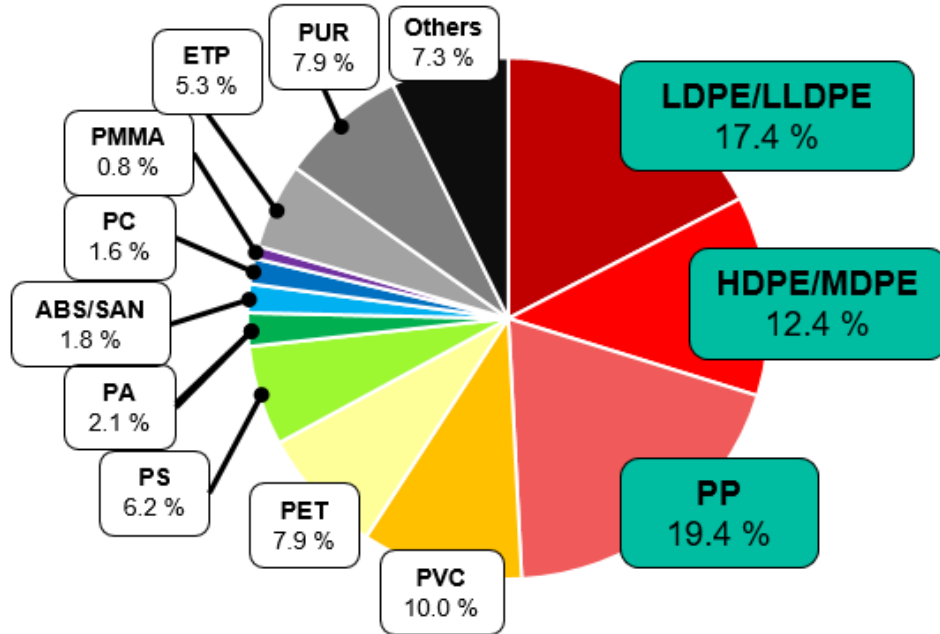 LDPE/LLDPE
17.4 %
HDPE/MDPE
12.4 %
PP
19.4 %
PVC
10.0 %
PET
7.9 %
PS
6.2 %
PA
2.1 %
ABS/SAN
1.8 %
PC
1.6 %
PMMA
0.8 %
ETP
5.3 %
PUR
7.9 %
Others
7.3 %